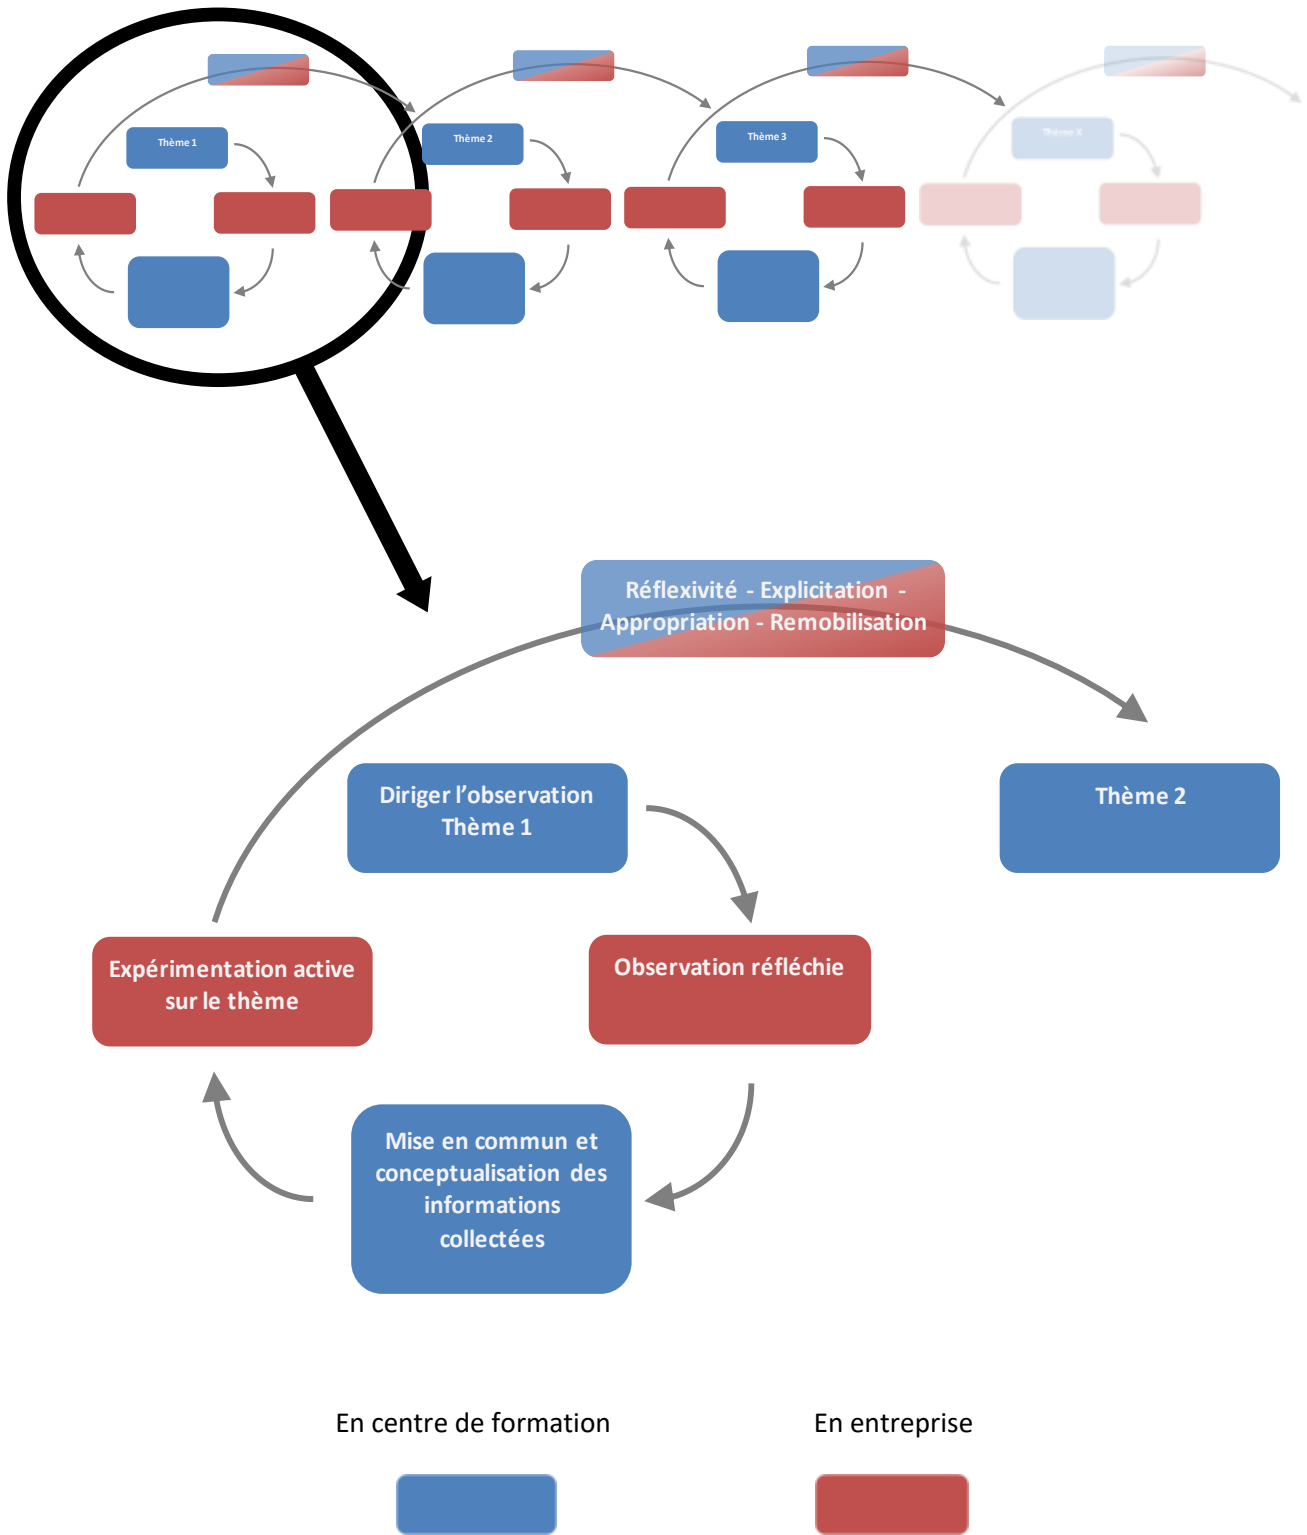 Thème 1
Thème 2
Thème 3
Thème X
Réflexivité - Explicitation -
Appropriation - Remobilisation
Diriger l’observation
Thème 1
Thème 2
Expérimentation active
sur le thème
Observation réfléchie
Mise en commun et
conceptualisation des
informations
collectées
En centre de formation
En entreprise